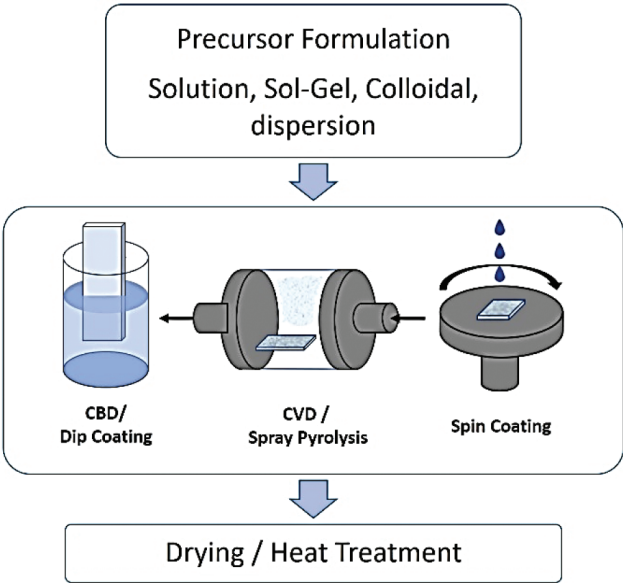 Precursor Formulation
Solution, Sol-Gel, Colloidal,
dispersion
CBD/
Dip Coating
CVD /
Spray Pyrolysis
Spin Coating
Drying / Heat Treatment